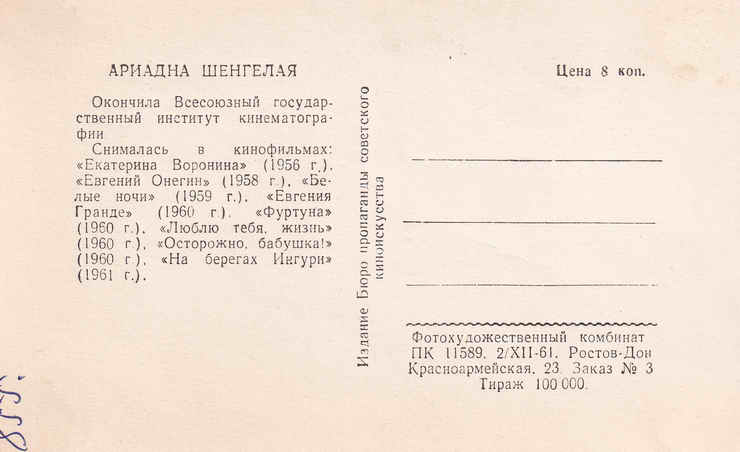 АРИАДНА ШЕНГЕЛАЯ
Окончила Всесоюзный государ-
ственный институт кинематогра-
фии
Снималась в кинофильмах:
«Екатерина Воронина» (1956 г.),
«Евгений Онегин» (1958 г.), «Бе-
лые ночи» (1959 г.), «Евгения
Гранде» (1960 г.). «Фуртуна»
(1960 г.), «Люблю тебя, жизнь»
(1960 г.), «Осторожно, бабушка!»
(1960 г.), «На берегах Ингури»
(1961 г.).
Издание Бюро пропаганды советского
киноискусства
Цена 8 коп.
Фотохудожественный комбинат
ПК 11589. 2/XII-61. Ростов-Дон
Красноармейская, 23. Заказ № 3
Тираж 100 000.